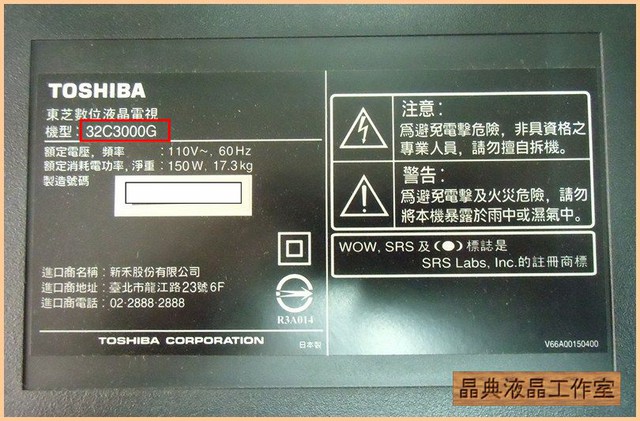 TOSHIBA
東芝數位液晶電視
機型：32C3000G
額定電壓，頻率：110V～, 60Hz
額定消耗電功率, 淨重：150W, 17.3kg
製造號碼
進口商名稱：新禾股份有限公司
進口商地址：臺北市龍江路23號6F
進口商電話：02-2888-2888
R3A014
TOSHIBA CORPORATION
日本製
注意：
為避免電擊危險，非具資格之
專業人員，請勿擅自拆機。
警告：
為避免電擊及火災危險，請勿
將本機暴露於雨中或濕氣中。
WOW, SRS 及(●)標誌是
SRS Labs, Inc.的註冊商標
V66A00150400
晶典液晶工作室